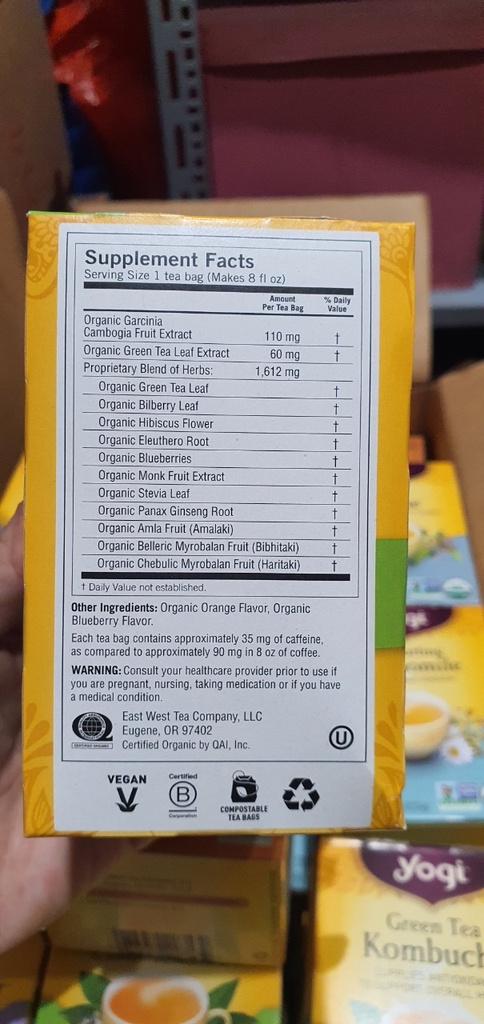 Supplement Facts
Serving Size 1 tea bag (Makes 8 fl oz)
Amount Per Tea Bag
% Daily Value
Organic Garcinia
Cambogia Fruit Extract 110 mg †
Organic Green Tea Leaf Extract 60 mg †
Proprietary Blend of Herbs: 1,612 mg
Organic Green Tea Leaf †
Organic Bilberry Leaf †
Organic Hibiscus Flower †
Organic Eleuthero Root †
Organic Blueberries †
Organic Monk Fruit Extract †
Organic Stevia Leaf †
Organic Panax Ginseng Root †
Organic Amla Fruit (Amalaki) †
Organic Belleric Myrobalan Fruit (Bibhitaki) †
Organic Chebulic Myrobalan Fruit (Haritaki) †
† Daily Value not established.
Other Ingredients: Organic Orange Flavor, Organic
Blueberry Flavor.
Each tea bag contains approximately 35 mg of caffeine,
as compared to approximately 90 mg in 8 oz of coffee.
WARNING: Consult your healthcare provider prior to use if
you are pregnant, nursing, taking medication or if you have
a medical condition.
East West Tea Company, LLC
Eugene, OR 97402
Certified Organic by QAI, Inc.
CERTIFIED ORGANIC
U
VEGAN
V
Certified
B
Corporation
COMPOSTABLE
TEA BAGS
yogi
Green Tea
Kombuch